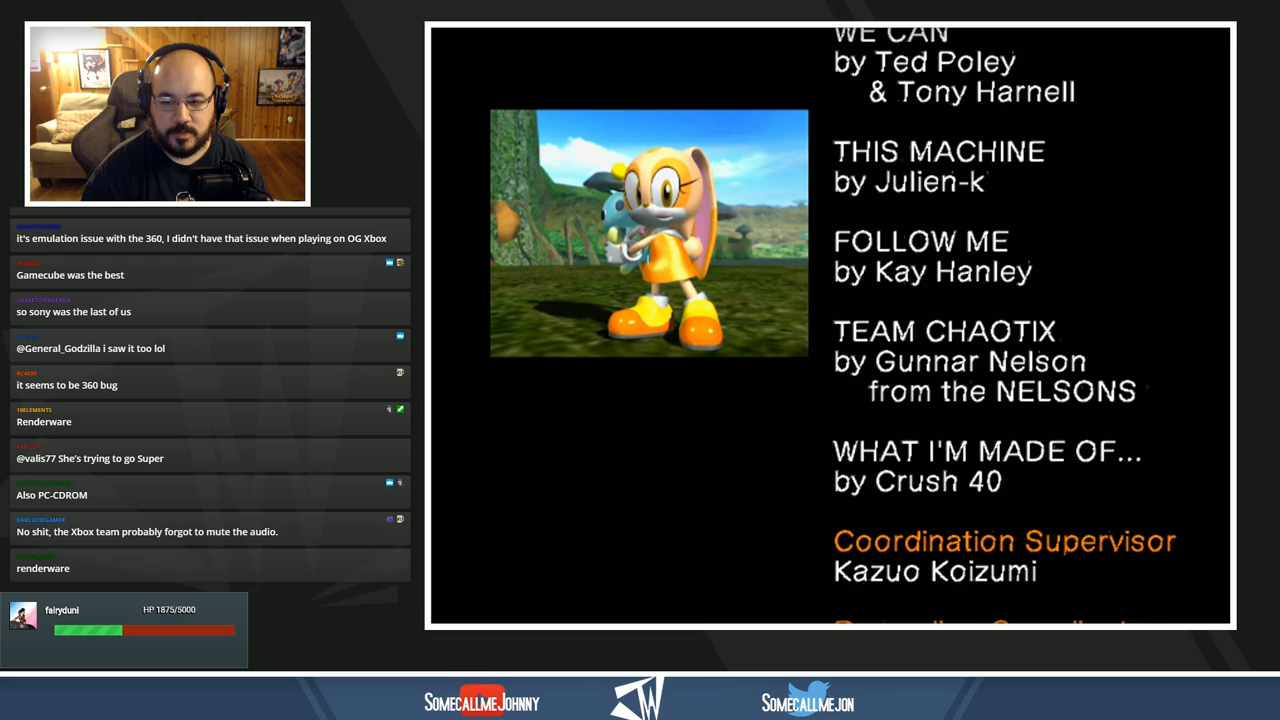 it's emulation issue with the 360, I didn't have that issue when playing on OG Xbox
Gamecube was the best
CHASETOWNSENGA
so sony was the last of us
@General_Godzilla i saw it too lol
it seems to be 360 bug
10ELEMENTS
Renderware
@valis77 She's trying to go Super
Also PC-CDROM
DHELUCIDGAMER
No shit, the Xbox team probably forgot to mute the audio.
renderware
fairyduni
HP 1875/5000
WE CAN
by Ted Poley
& Tony Harnell
THIS MACHINE
by Julien-k
FOLLOW ME
by Kay Hanley
TEAM CHAOTIX
by Gunnar Nelson
from the NELSONS
WHAT I'M MADE OF...
by Crush 40
Coordination Supervisor
Kazuo Koizumi
SOMECALLMEJOHNNY
SOMECALLMEJON